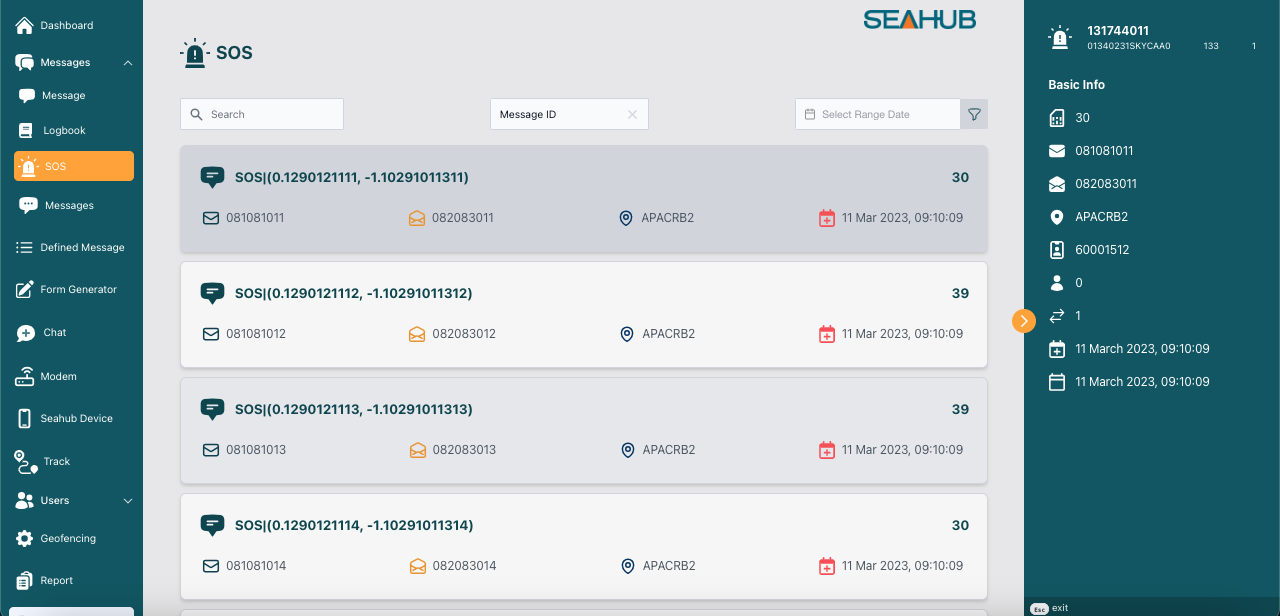 Dashboard
Messages
Message
Logbook
SOS
Messages
Defined Message
Form Generator
Chat
Modem
Seahub Device
Track
Users
Geofencing
Report
SEAHUB
SOS
Search
Message ID
Select Range Date
SOS|(0.1290121111, -1.10291011311) 30
081081011 082083011 APACRB2 11 Mar 2023, 09:10:09
SOS|(0.1290121112, -1.10291011312) 39
081081012 082083012 APACRB2 11 Mar 2023, 09:10:09
SOS|(0.1290121113, -1.10291011313) 39
081081013 082083013 APACRB2 11 Mar 2023, 09:10:09
SOS|(0.1290121114, -1.10291011314) 30
081081014 082083014 APACRB2 11 Mar 2023, 09:10:09
131744011
01340231SKYCAA0 133 1
Basic Info
30
081081011
082083011
APACRB2
60001512
0
1
11 March 2023, 09:10:09
11 March 2023, 09:10:09
Esc exit